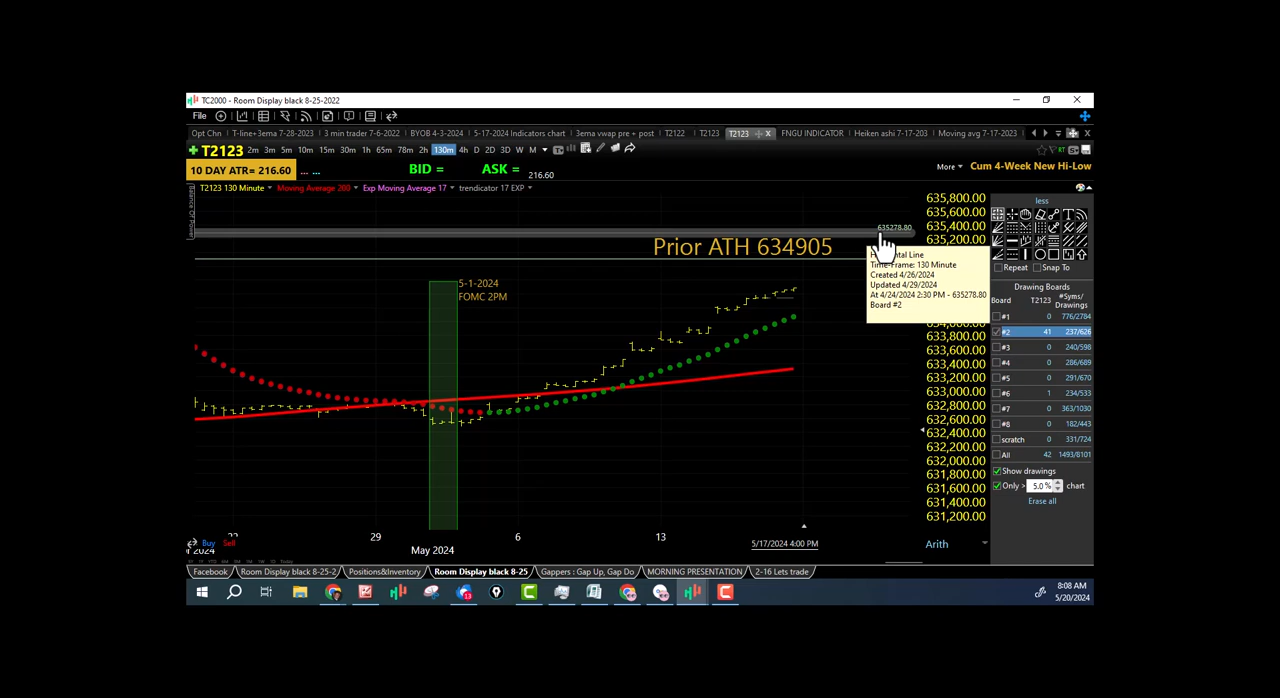 TC2000 - Room Display black 8-25-2022
File
Opt Chn T-line+3ema 7-28-2023 3 min trader 7-6-2022 BYOB 4-3-2024 5-17-2024 Indicators chart 3ema vwap pre + post T2122 T2123 T2123 X FNGU INDICATOR Heiken ashi 7-17-203 Moving avg 7-17-2023
T2123 2m 3m 5m 10m 15m 30m 1h 65m 78m 2h 130m 4h D 2D 3D W M
10 DAY ATR= 216.60 ... ... BID = ASK = 216.60 More Cum 4-Week New Hi-Low
T2123 130 Minute Moving Average 200 Exp Moving Average 17 trendicator 17 EXP
Balance Of Power
635278.80
Prior ATH 634905
Time-Frame: 130 Minute
Created 4/26/2024
Updated 4/29/2024
At 4/24/2024 2:30 PM - 635278.80
Board #2
5-1-2024
FOMC 2PM
635,800.00
635,600.00
635,400.00
635,200.00
633,800.00
633,600.00
633,400.00
633,200.00
633,000.00
632,800.00
632,600.00
632,400.00
632,200.00
632,000.00
631,800.00
631,600.00
631,400.00
631,200.00
less
Repeat Snap To
Drawing Boards
Board T2123 #Syms/
Drawings
#1 0 776/2784
#2 41 237/626
#3 0 240/598
#4 0 286/689
#5 0 291/670
#6 1 234/533
#7 0 363/1030
#8 0 182/443
scratch 0 331/724
All 42 1493/8101
Show drawings
Only > 5.0 % chart
Erase all
29 6 13
Buy Sell
May 2024
5/17/2024 4:00 PM
Arith
Facebook Room Display black 8-25-2 Positions&Inventory Room Display black 8-25 Gappers : Gap Up, Gap Do MORNING PRESENTATION 2-16 Lets trade
13
8:08 AM
5/20/2024